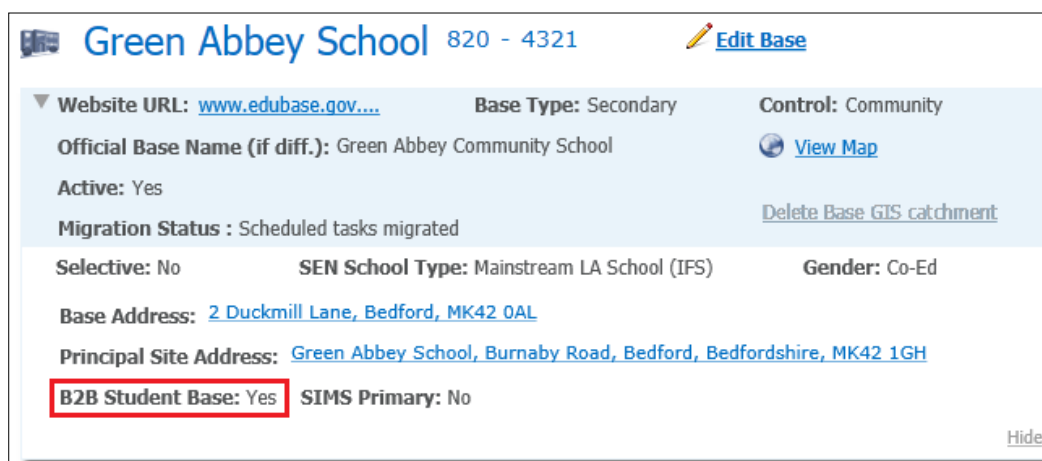 Green Abbey School 820 - 4321 Edit Base
Website URL: www.edubase.gov.... Base Type: Secondary Control: Community
Official Base Name (if diff.): Green Abbey Community School View Map
Active: Yes
Delete Base GIS catchment
Migration Status : Scheduled tasks migrated
Selective: No SEN School Type: Mainstream LA School (IFS) Gender: Co-Ed
Base Address: 2 Duckmill Lane, Bedford, MK42 0AL
Principal Site Address: Green Abbey School, Burnaby Road, Bedford, Bedfordshire, MK42 1GH
B2B Student Base: Yes SIMS Primary: No
Hide